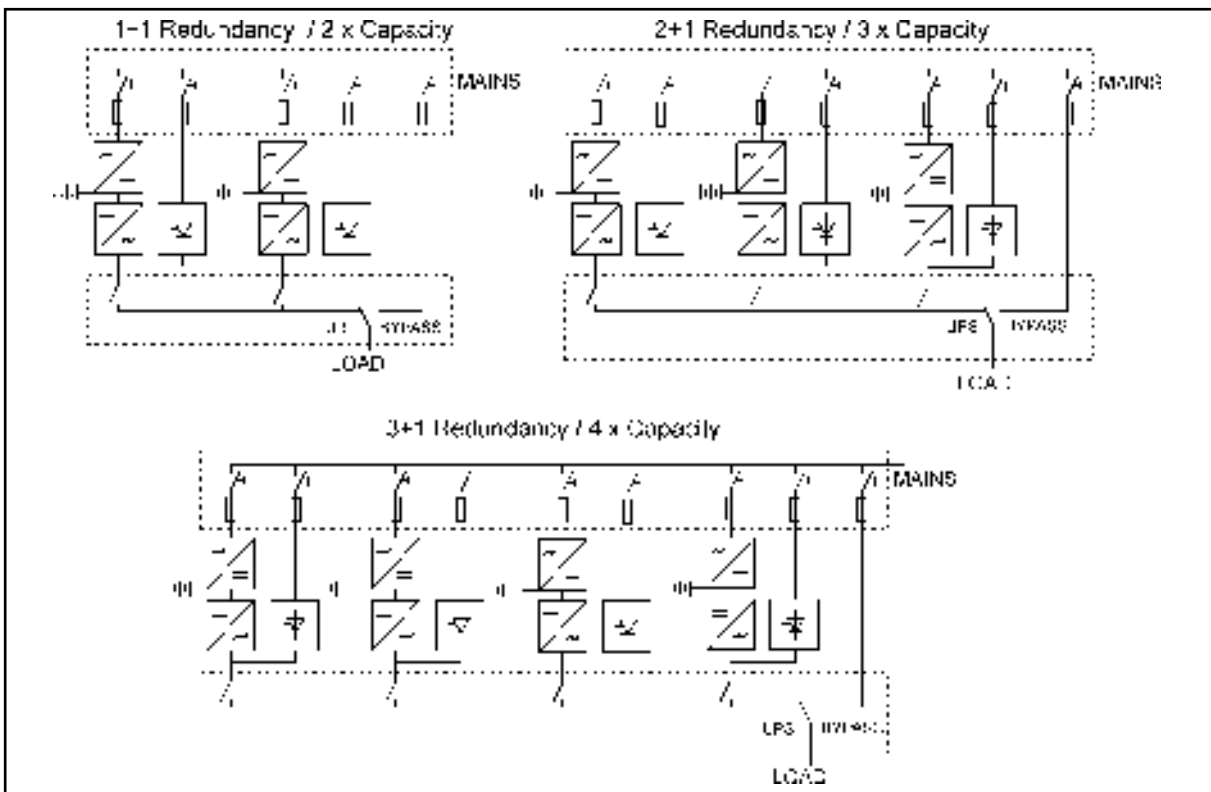 1-1 Redundancy / 2 x Capacity
MAINS
BYPASS
LOAD
2+1 Redundancy / 3 x Capacity
MAINS
UPS BYPASS
LOAD
3+1 Redundancy / 4 x Capacity
MAINS
UPS BYPASS
LOAD